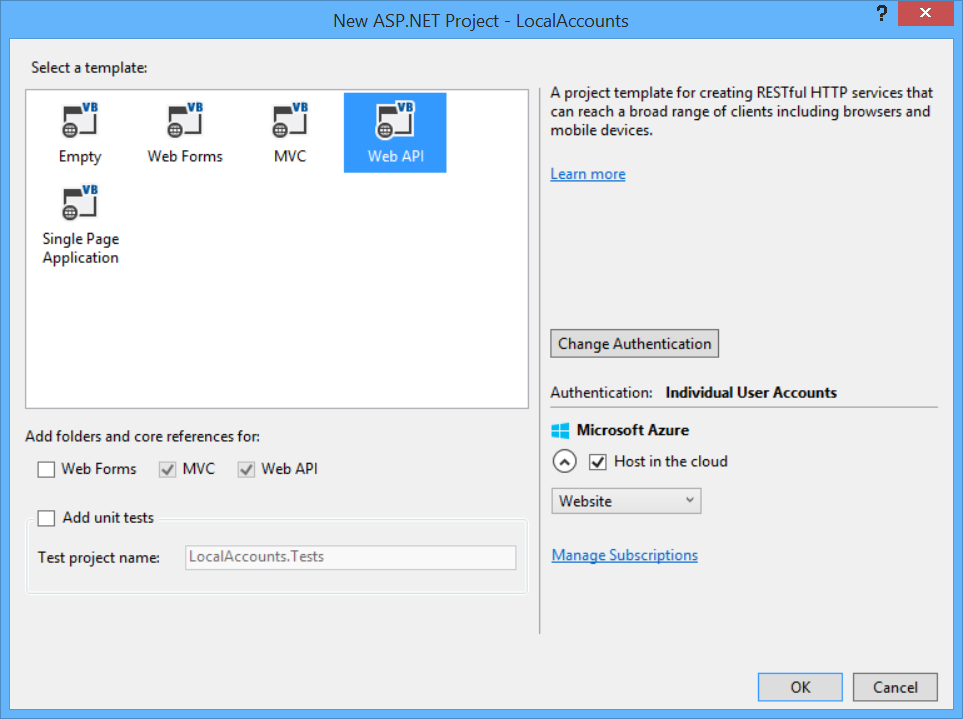 New ASP.NET Project - LocalAccounts
?
Select a template:
VB
VB
VB
VB
Empty
Web Forms
MVC
Web API
VB
Single Page
Application
A project template for creating RESTful HTTP services that
can reach a broad range of clients including browsers and
mobile devices.
Learn more
Change Authentication
Authentication: Individual User Accounts
Microsoft Azure
Host in the cloud
Website
Manage Subscriptions
Add folders and core references for:
Web Forms
MVC
Web API
Add unit tests
Test project name:
LocalAccounts.Tests
OK
Cancel